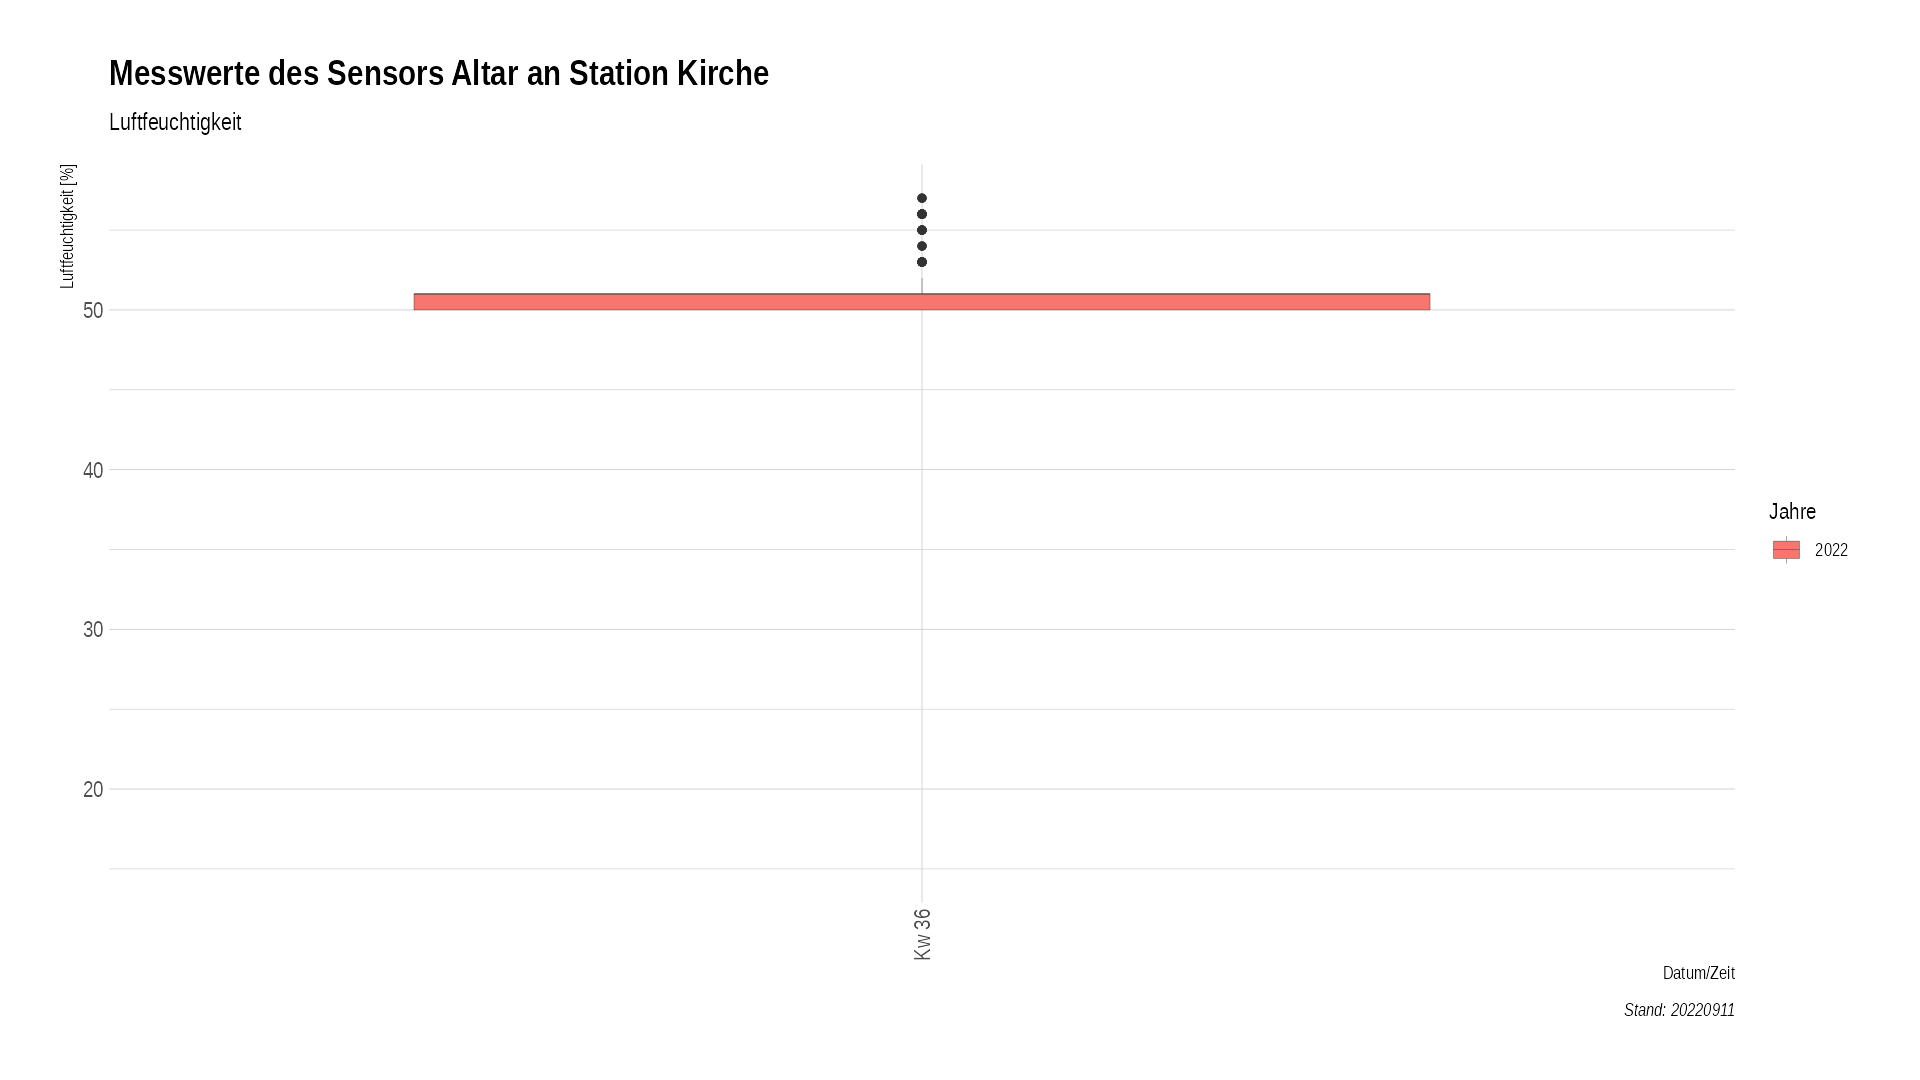 Messwerte des Sensors Altar an Station Kirche
Luftfeuchtigkeit
Luftfeuchtigkeit [%]
50
40
30
20
Kw 36
Datum/Zeit
Stand: 20220911
Jahre
2022